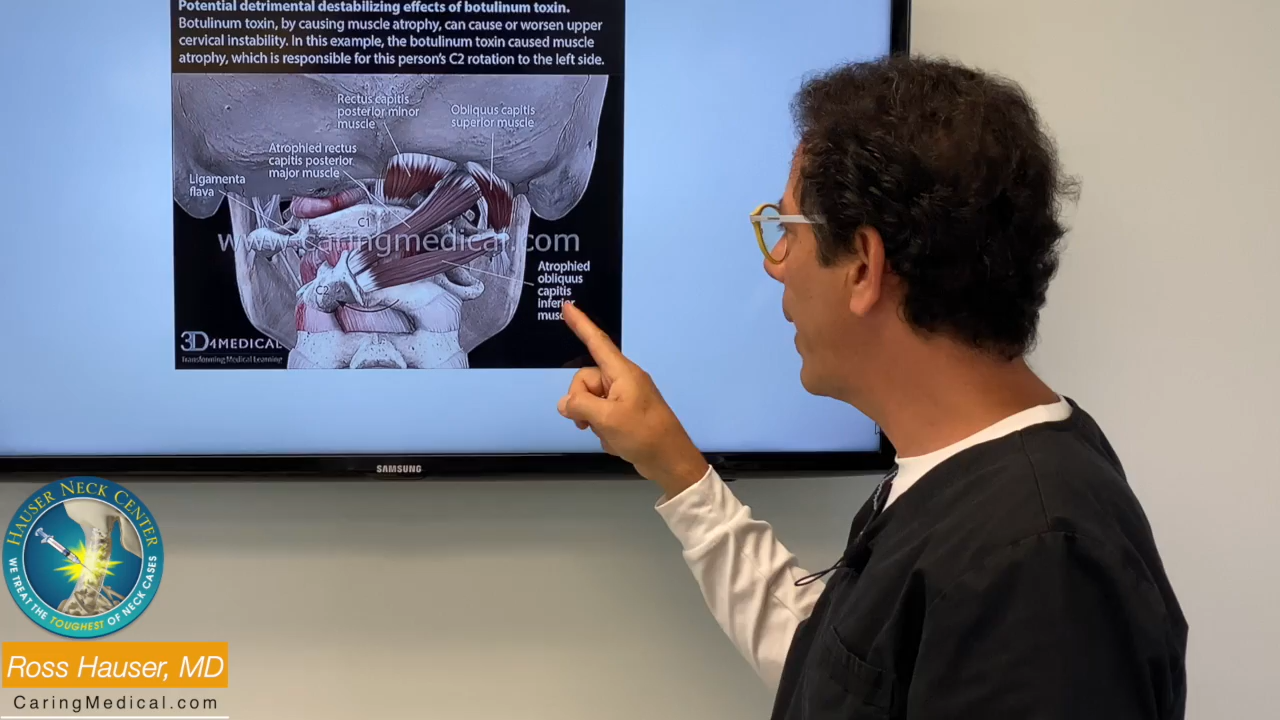 Potential detrimental destabilizing effects of botulinum toxin.
Botulinum toxin, by causing muscle atrophy, can cause or worsen upper
cervical instability. In this example, the botulinum toxin caused muscle
atrophy, which is responsible for this person's C2 rotation to the left side.
Rectus capitis
posterior minor
muscle
Obliquus capitis
superior muscle
Atrophied rectus
capitis posterior
major muscle
Ligamenta
flava
C1
www.caringmedical.com
Atrophied
obliquus
capitis
inferior
C2
3D4MEDICAL
Transforming Medical Learning
SAMSUNG
HAUSER NECK CENTER
WE TREAT THE TOUGHEST OF NECK CASES
Ross Hauser, MD
CaringMedical.com